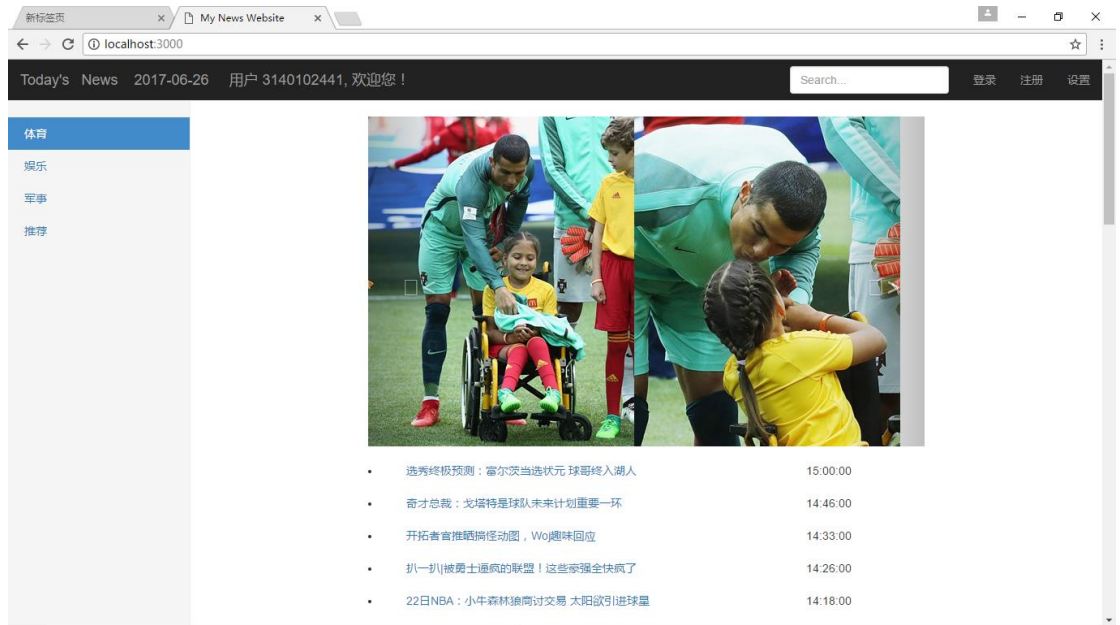 新标签页
My News Website
localhost:3000
Today's News 2017-06-26 用户 3140102441, 欢迎您！
Search...
登录 注册 设置
体育
娱乐
军事
推荐
选秀终极预测：富尔茨当选状元 球哥终入湖人 15:00:00
奇才总裁：戈塔特是球队未来计划重要一环 14:46:00
开拓者官推晒搞怪动图，Woj趣味回应 14:33:00
扒一扒|被勇士逼疯的联盟！这些豪强全快疯了 14:26:00
22日NBA：小牛森林狼商讨交易 太阳欲引进球星 14:18:00